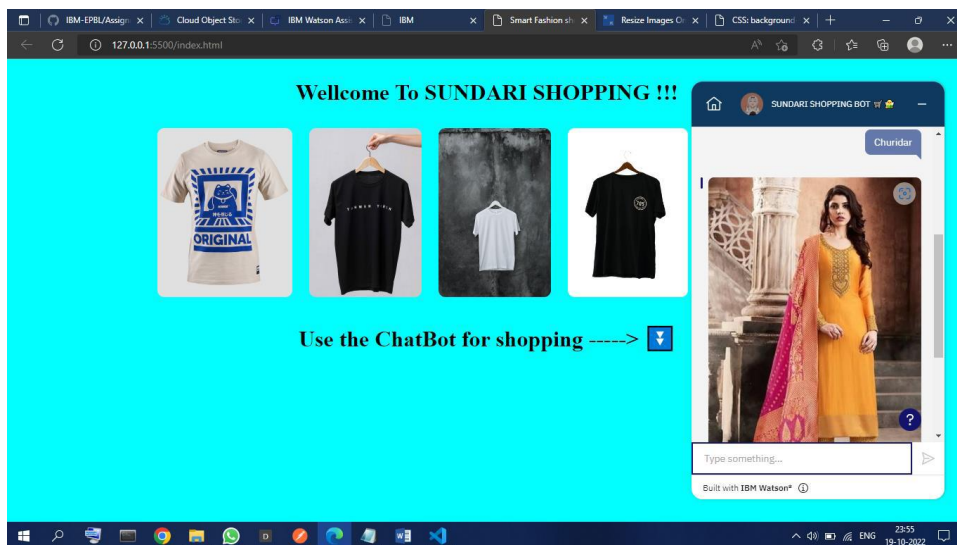 IBM-EPBL/Assign
Cloud Object Sto
IBM Watson Assis
IBM
Smart Fashion sh
Resize Images O
CSS: background
127.0.0.1:5500/index.html
Wellcome To SUNDARI SHOPPING !!!
SUNDARI SHOPPING BOT
Churidar
ORIGINAL
Use the ChatBot for shopping ----->
?
Type something...
Built with IBM Watson®
ENG
23:55
19-10-2022